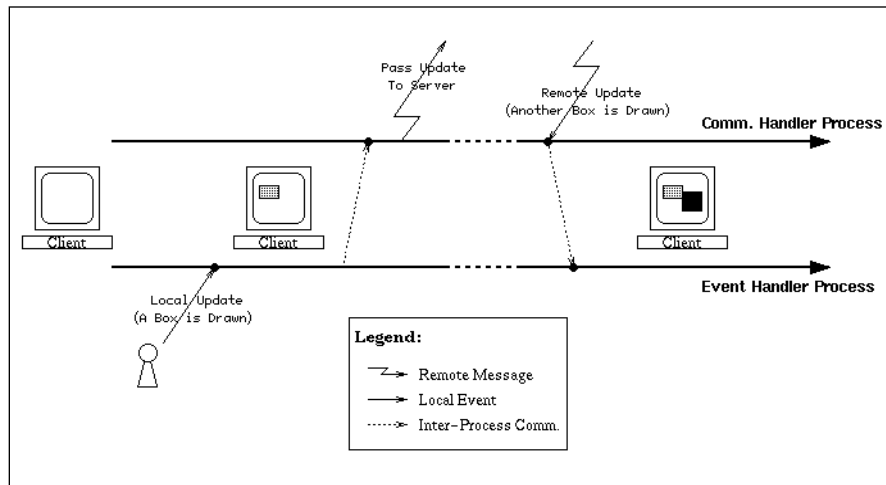 Pass Update
To Server
Remote Update
(Another Box is Drawn)
Comm. Handler Process
Client
Client
Client
Event Handler Process
Local Update
(A Box is Drawn)
Legend:
Remote Message
Local Event
Inter-Process Comm.